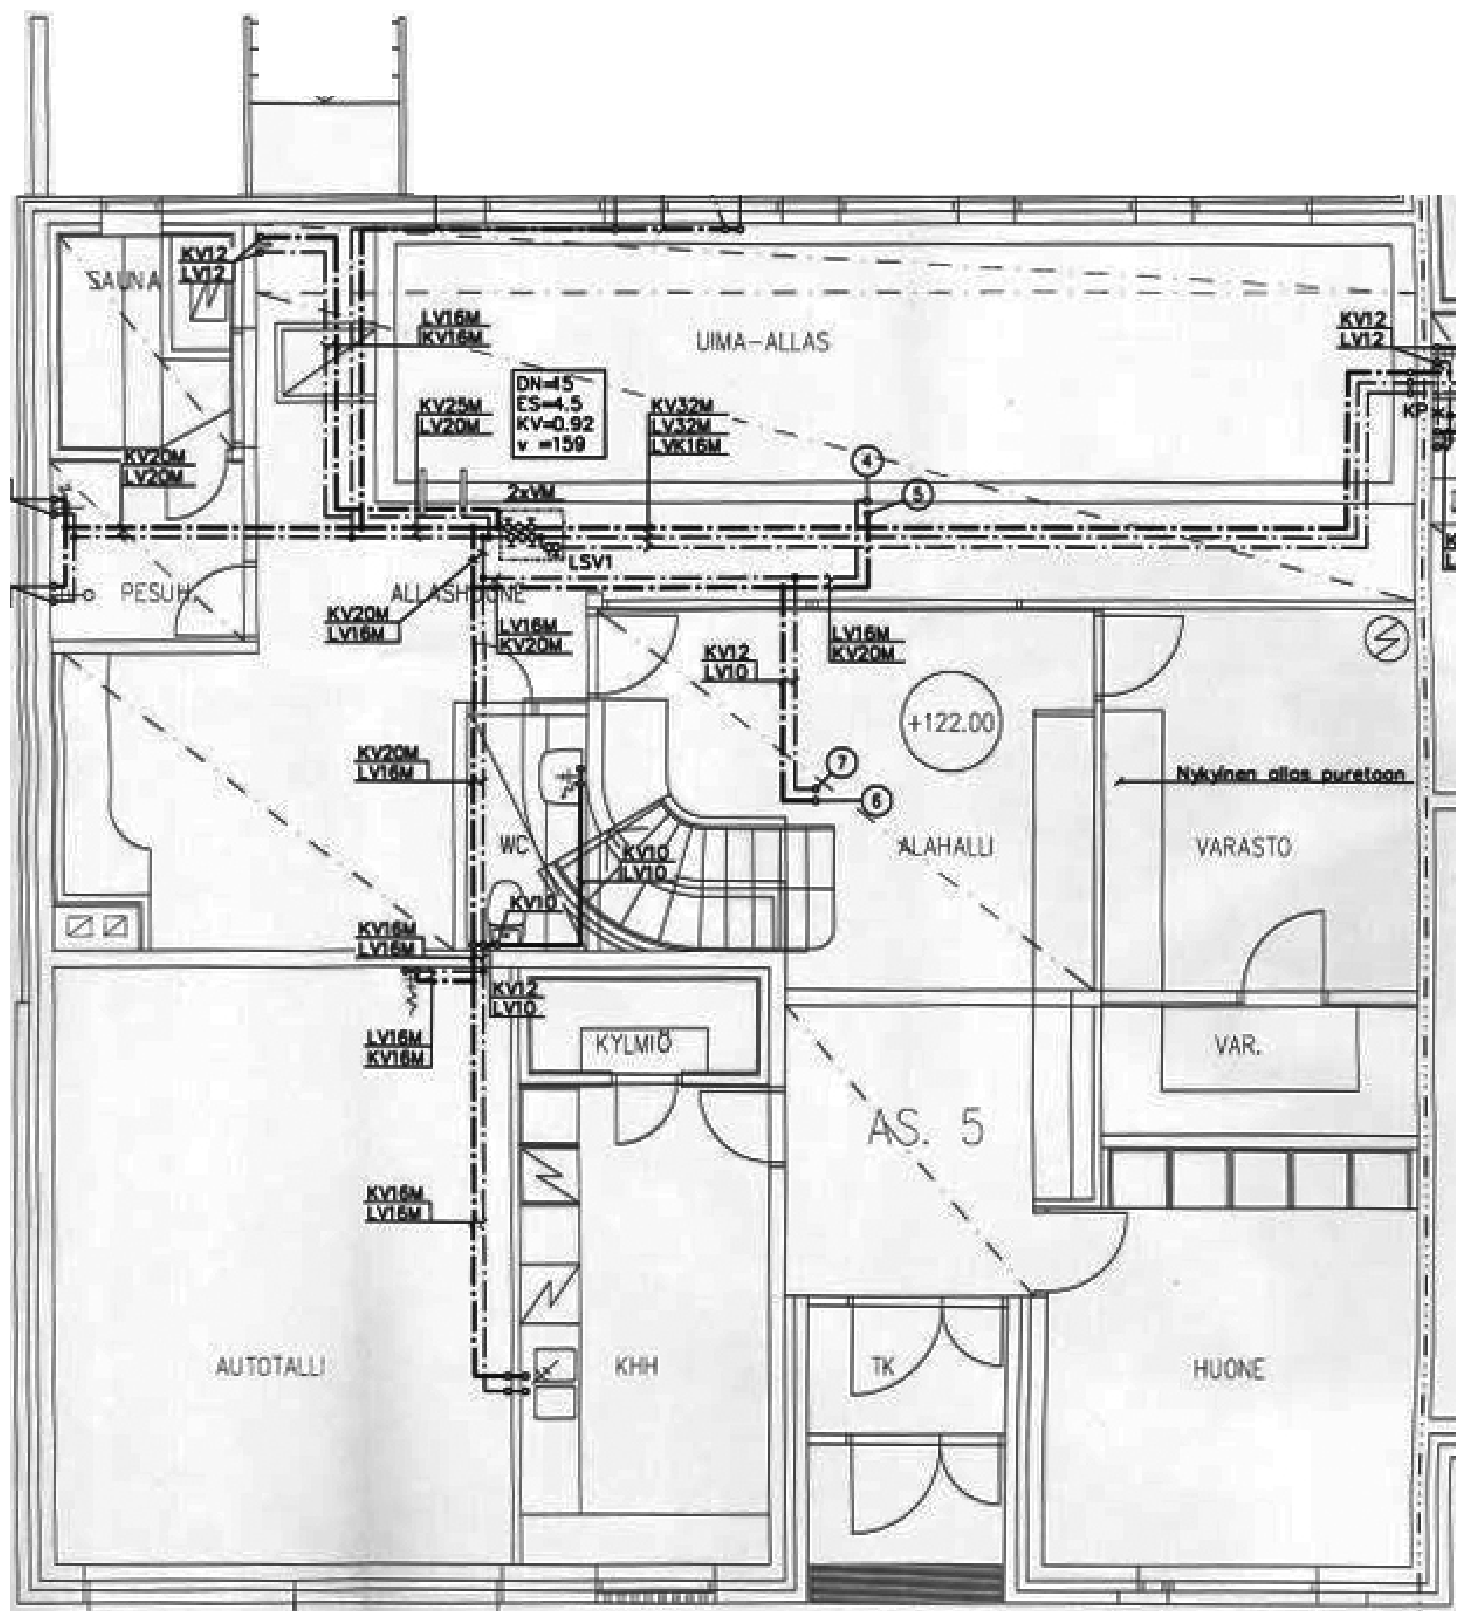 KV12
LV12
SAUNA
LV16M
KV16M
UIMA-ALLAS
KV12
LV12
DN=15
ES=4.5
KV=0.92
v =159
KV25M
LV20M
KV32M
LV32M
LVK16M
KP
KV20M
LV20M
4
5
2xVM
LSV1
PESUH.
ALLASHUONE
KV20M
LV16M
LV16M
KV20M
KV12
LV10
LV16M
KV20M
+122.00
KV20M
LV16M
7
6
Nykyinen allas puretaan
WC
KV10
LV10
ALAHALLI
VARASTO
KV10
KV16M
LV16M
KV12
LV10
LV16M
KV16M
KYLMIÖ
VAR.
AS. 5
KV16M
LV16M
AUTOTALLI
KHH
TK
HUONE